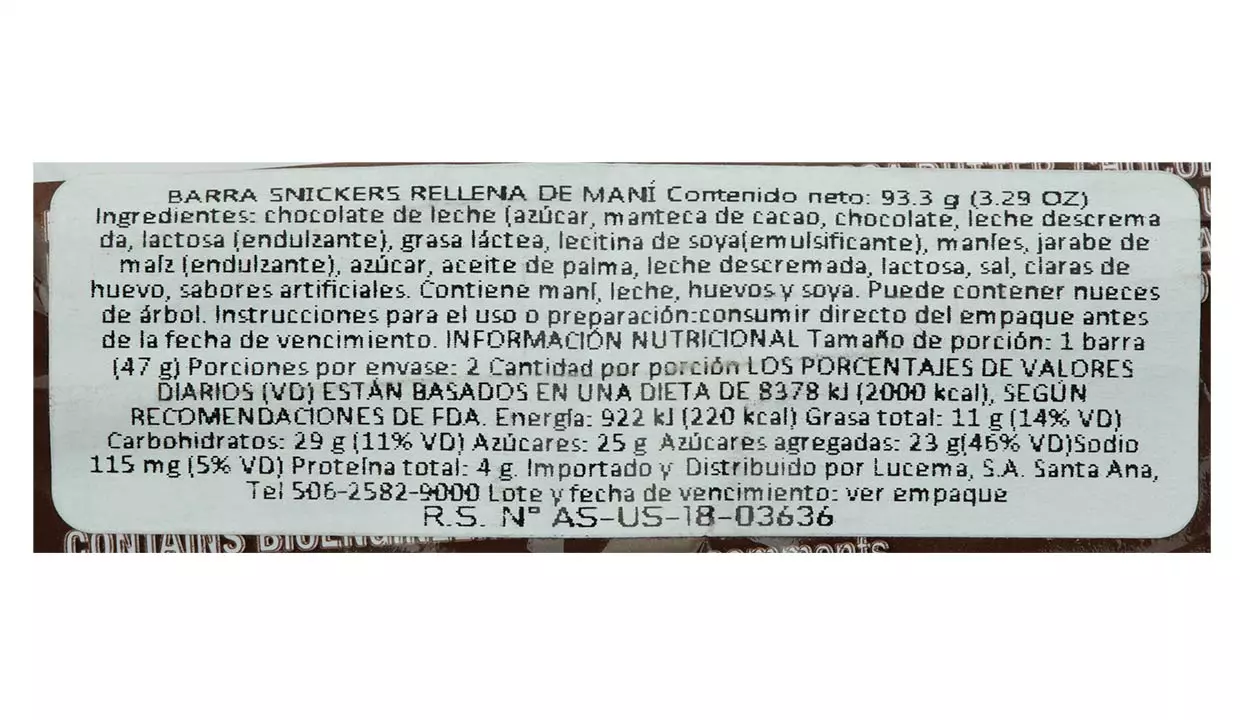 BARRA SNICKERS RELLENA DE MANÍ Contenido neto: 93.3 g (3.29 OZ)
Ingredientes: chocolate de leche (azúcar, manteca de cacao, chocolate, leche descrema
da, lactosa (endulzante), grasa láctea, lecitina de soya(emulsificante), maníes, jarabe de
maíz (endulzante), azúcar, aceite de palma, leche descremada, lactosa, sal, claras de
huevo, sabores artificiales. Contiene maní, leche, huevos y soya. Puede contener nueces
de árbol. Instrucciones para el uso o preparación:consumir directo del empaque antes
de la fecha de vencimiento. INFORMACIÓN NUTRICIONAL Tamaño de porción: 1 barra
(47 g) Porciones por envase: 2 Cantidad por porción LOS PORCENTAJES DE VALORES
DIARIOS (VD) ESTÁN BASADOS EN UNA DIETA DE 8378 kJ (2000 kcal), SEGÚN
RECOMENDACIONES DE FDA. Energía: 922 kJ (220 kcal) Grasa total: 11 g (14% VD)
Carbohidratos: 29 g (11% VD) Azúcares: 25 g Azúcares agregadas: 23 g(46% VD)Sodio
115 mg (5% VD) Proteína total: 4 g. Importado y Distribuido por Lucema, S.A. Santa Ana,
Tel 506-2582-9000 Lote y fecha de vencimiento: ver empaque
R.S. N° AS-US-18-03636
CONTAINS comments